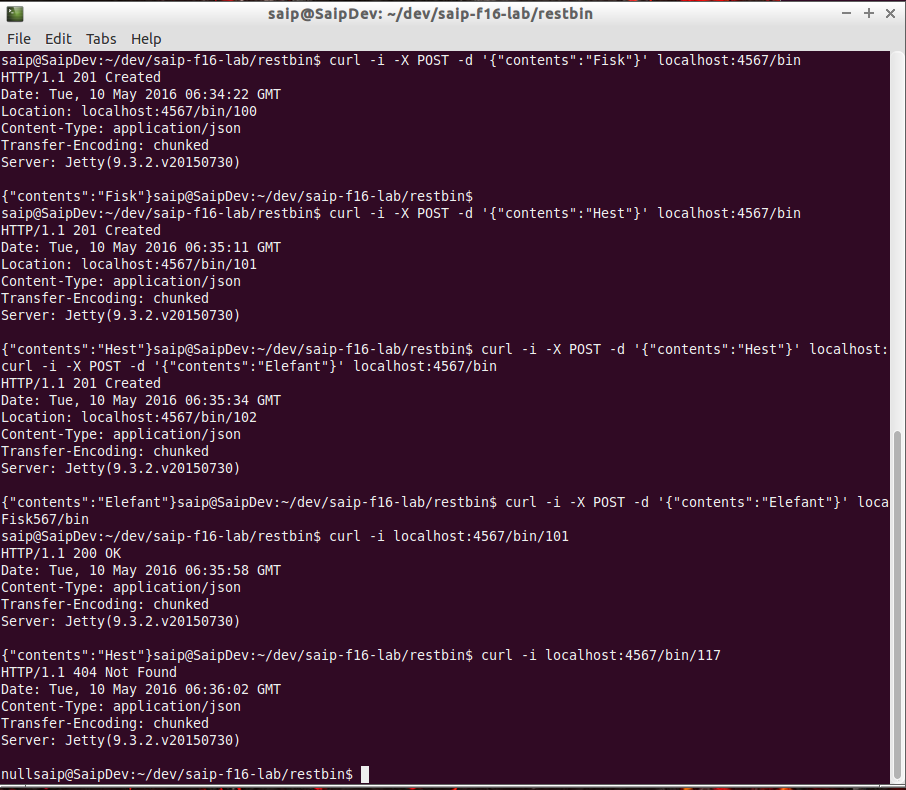 saip@SaipDev: ~/dev/saip-f16-lab/restbin
File Edit Tabs Help
saip@SaipDev:~/dev/saip-f16-lab/restbin$ curl -i -X POST -d '{"contents":"Fisk"}' localhost:4567/bin
HTTP/1.1 201 Created
Date: Tue, 10 May 2016 06:34:22 GMT
Location: localhost:4567/bin/100
Content-Type: application/json
Transfer-Encoding: chunked
Server: Jetty(9.3.2.v20150730)
{"contents":"Fisk"}saip@SaipDev:~/dev/saip-f16-lab/restbin$
saip@SaipDev:~/dev/saip-f16-lab/restbin$ curl -i -X POST -d '{"contents":"Hest"}' localhost:4567/bin
HTTP/1.1 201 Created
Date: Tue, 10 May 2016 06:35:11 GMT
Location: localhost:4567/bin/101
Content-Type: application/json
Transfer-Encoding: chunked
Server: Jetty(9.3.2.v20150730)
{"contents":"Hest"}saip@SaipDev:~/dev/saip-f16-lab/restbin$ curl -i -X POST -d '{"contents":"Hest"}' localhost:
curl -i -X POST -d '{"contents":"Elefant"}' localhost:4567/bin
HTTP/1.1 201 Created
Date: Tue, 10 May 2016 06:35:34 GMT
Location: localhost:4567/bin/102
Content-Type: application/json
Transfer-Encoding: chunked
Server: Jetty(9.3.2.v20150730)
{"contents":"Elefant"}saip@SaipDev:~/dev/saip-f16-lab/restbin$ curl -i -X POST -d '{"contents":"Elefant"}' loca
Fisk567/bin
saip@SaipDev:~/dev/saip-f16-lab/restbin$ curl -i localhost:4567/bin/101
HTTP/1.1 200 OK
Date: Tue, 10 May 2016 06:35:58 GMT
Content-Type: application/json
Transfer-Encoding: chunked
Server: Jetty(9.3.2.v20150730)
{"contents":"Hest"}saip@SaipDev:~/dev/saip-f16-lab/restbin$ curl -i localhost:4567/bin/117
HTTP/1.1 404 Not Found
Date: Tue, 10 May 2016 06:36:02 GMT
Content-Type: application/json
Transfer-Encoding: chunked
Server: Jetty(9.3.2.v20150730)
nullsaip@SaipDev:~/dev/saip-f16-lab/restbin$